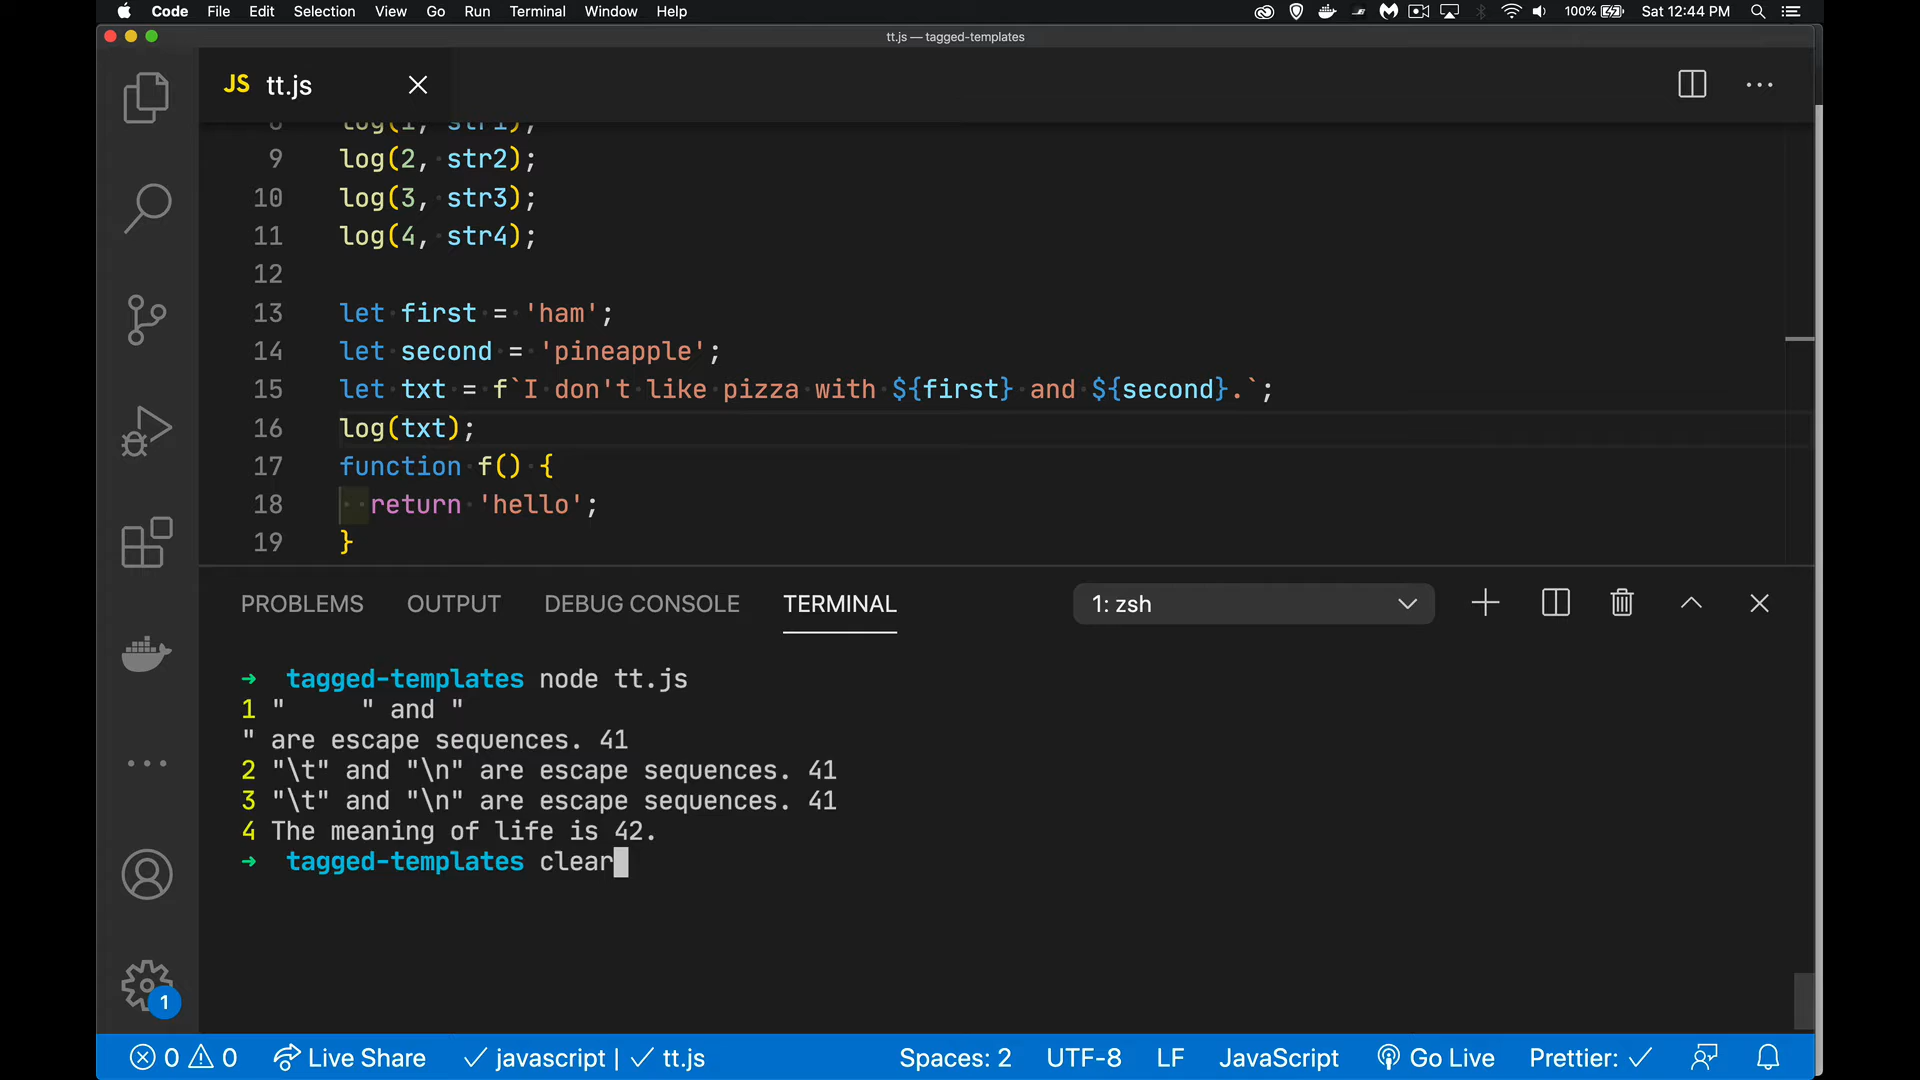 Code File Edit Selection View Go Run Terminal Window Help 100% Sat 12:44 PM
tt.js — tagged-templates
JS tt.js
8 log(1, str1);
9 log(2, str2);
10 log(3, str3);
11 log(4, str4);
12
13 let first = 'ham';
14 let second = 'pineapple';
15 let txt = f`I don't like pizza with ${first} and ${second}.`;
16 log(txt);
17 function f() {
18 return 'hello';
19 }
PROBLEMS OUTPUT DEBUG CONSOLE TERMINAL 1: zsh
➜ tagged-templates node tt.js
1 "     " and "
" are escape sequences. 41
2 "\t" and "\n" are escape sequences. 41
3 "\t" and "\n" are escape sequences. 41
4 The meaning of life is 42.
➜ tagged-templates clear
1
0 0 Live Share ✓ javascript | ✓ tt.js Spaces: 2 UTF-8 LF JavaScript Go Live Prettier: ✓